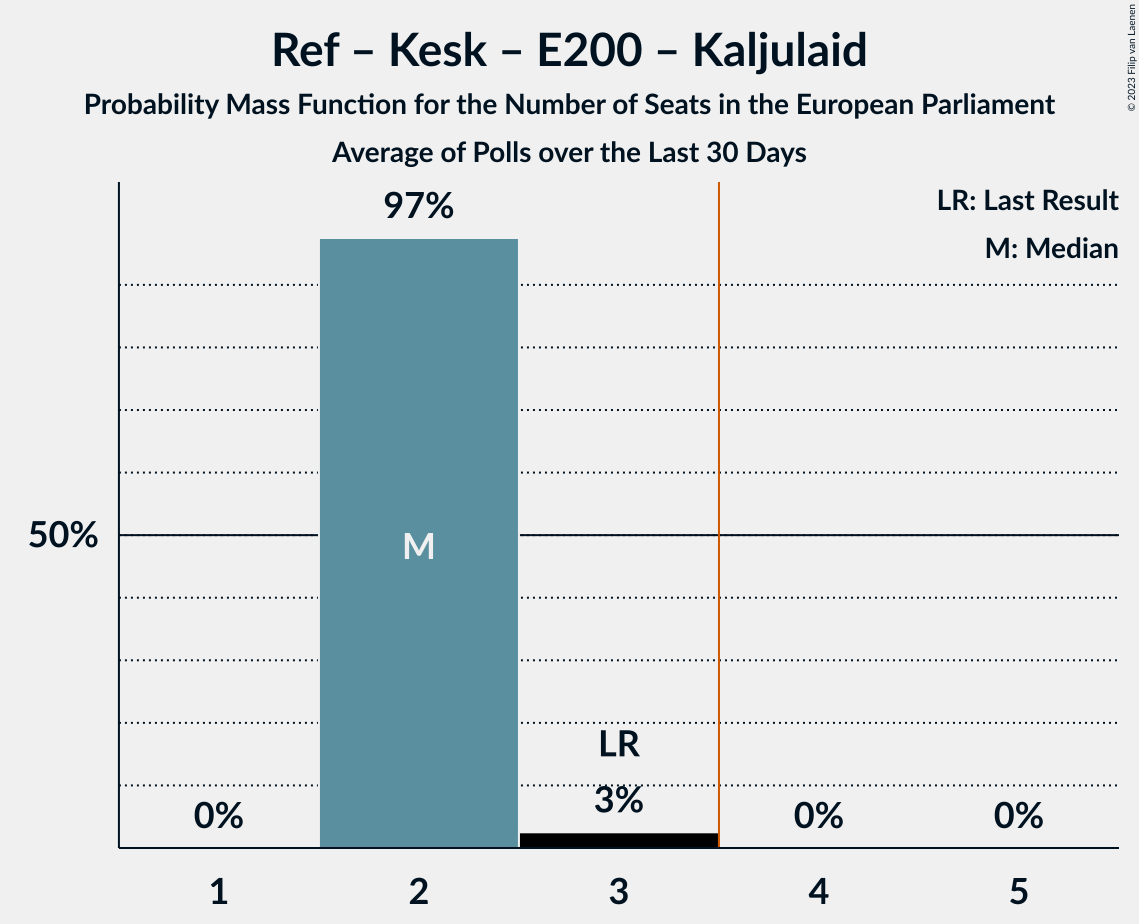 Ref – Kesk – E200 – Kaljulaid
Probability Mass Function for the Number of Seats in the European Parliament
Average of Polls over the Last 30 Days
© 2023 Filip van Laenen
LR: Last Result
M: Median
97%
50%
M
LR
0%
3%
0%
0%
1
2
3
4
5